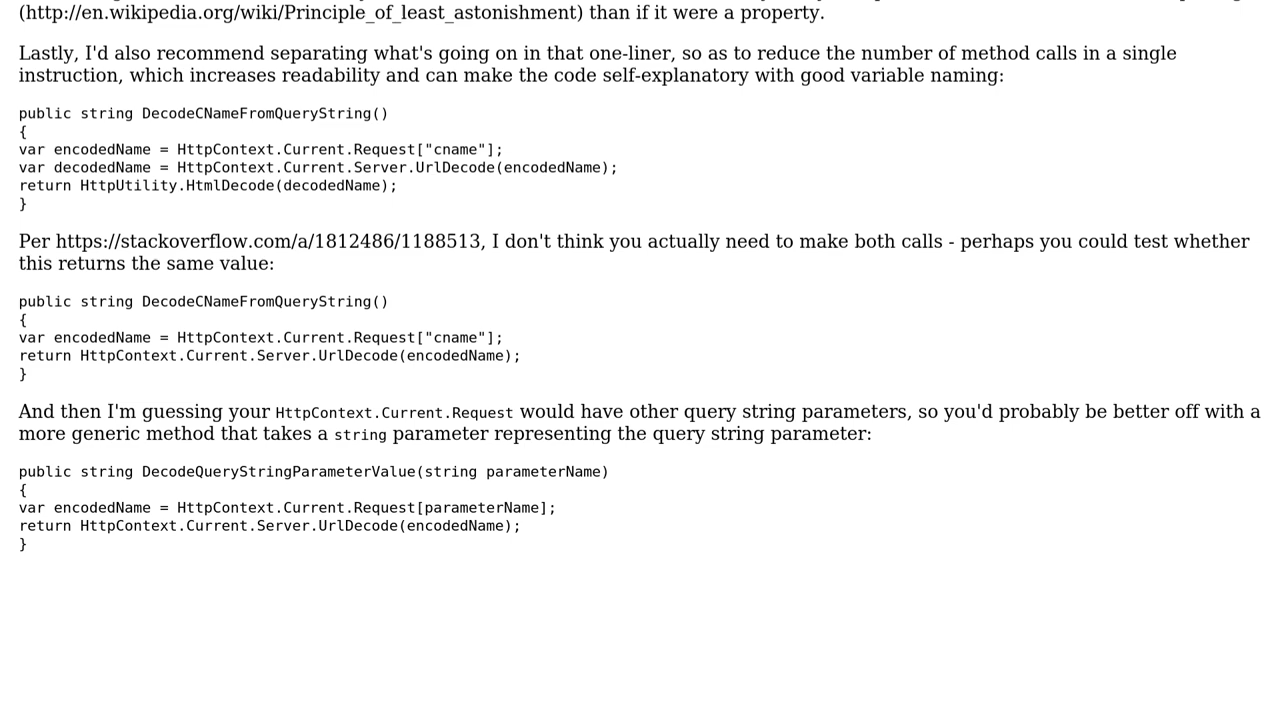 (http://en.wikipedia.org/wiki/Principle_of_least_astonishment) than if it were a property.
Lastly, I'd also recommend separating what's going on in that one-liner, so as to reduce the number of method calls in a single
instruction, which increases readability and can make the code self-explanatory with good variable naming:
public string DecodeCNameFromQueryString()
{
var encodedName = HttpContext.Current.Request["cname"];
var decodedName = HttpContext.Current.Server.UrlDecode(encodedName);
return HttpUtility.HtmlDecode(decodedName);
}
Per https://stackoverflow.com/a/1812486/1188513, I don't think you actually need to make both calls - perhaps you could test whether
this returns the same value:
public string DecodeCNameFromQueryString()
{
var encodedName = HttpContext.Current.Request["cname"];
return HttpContext.Current.Server.UrlDecode(encodedName);
}
And then I'm guessing your HttpContext.Current.Request would have other query string parameters, so you'd probably be better off with a
more generic method that takes a string parameter representing the query string parameter:
public string DecodeQueryStringParameterValue(string parameterName)
{
var encodedName = HttpContext.Current.Request[parameterName];
return HttpContext.Current.Server.UrlDecode(encodedName);
}